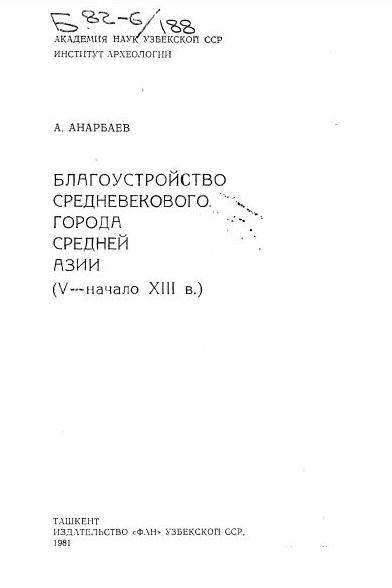 Б 82-6/188
АКАДЕМИЯ НАУК УЗБЕКСКОЙ ССР
ИНСТИТУТ АРХЕОЛОГИИ
А. АНАРБАЕВ
БЛАГОУСТРОЙСТВО
СРЕДНЕВЕКОВОГО
ГОРОДА
СРЕДНЕЙ
АЗИИ
(V—начало XIII в.)
ТАШКЕНТ
ИЗДАТЕЛЬСТВО «ФАН» УЗБЕКСКОЙ ССР,
1981